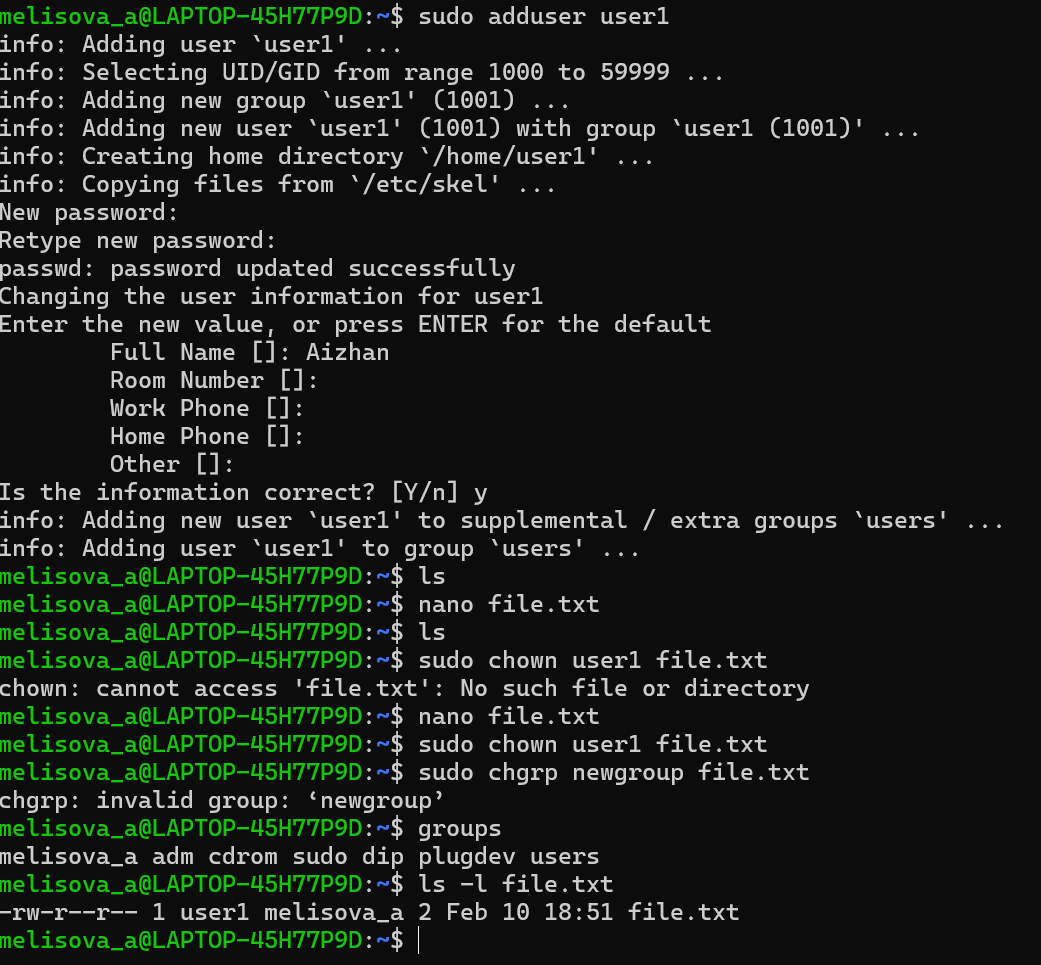 melisova_a@LAPTOP-45H77P9D:~$ sudo adduser user1
info: Adding user `user1' ...
info: Selecting UID/GID from range 1000 to 59999 ...
info: Adding new group `user1' (1001) ...
info: Adding new user `user1' (1001) with group `user1 (1001)' ...
info: Creating home directory `/home/user1' ...
info: Copying files from `/etc/skel' ...
New password:
Retype new password:
passwd: password updated successfully
Changing the user information for user1
Enter the new value, or press ENTER for the default
        Full Name []: Aizhan
        Room Number []:
        Work Phone []:
        Home Phone []:
        Other []:
Is the information correct? [Y/n] y
info: Adding new user `user1' to supplemental / extra groups `users' ...
info: Adding user `user1' to group `users' ...
melisova_a@LAPTOP-45H77P9D:~$ ls
melisova_a@LAPTOP-45H77P9D:~$ nano file.txt
melisova_a@LAPTOP-45H77P9D:~$ ls
melisova_a@LAPTOP-45H77P9D:~$ sudo chown user1 file.txt
chown: cannot access 'file.txt': No such file or directory
melisova_a@LAPTOP-45H77P9D:~$ nano file.txt
melisova_a@LAPTOP-45H77P9D:~$ sudo chown user1 file.txt
melisova_a@LAPTOP-45H77P9D:~$ sudo chgrp newgroup file.txt
chgrp: invalid group: ‘newgroup’
melisova_a@LAPTOP-45H77P9D:~$ groups
melisova_a adm cdrom sudo dip plugdev users
melisova_a@LAPTOP-45H77P9D:~$ ls -l file.txt
-rw-r--r-- 1 user1 melisova_a 2 Feb 10 18:51 file.txt
melisova_a@LAPTOP-45H77P9D:~$